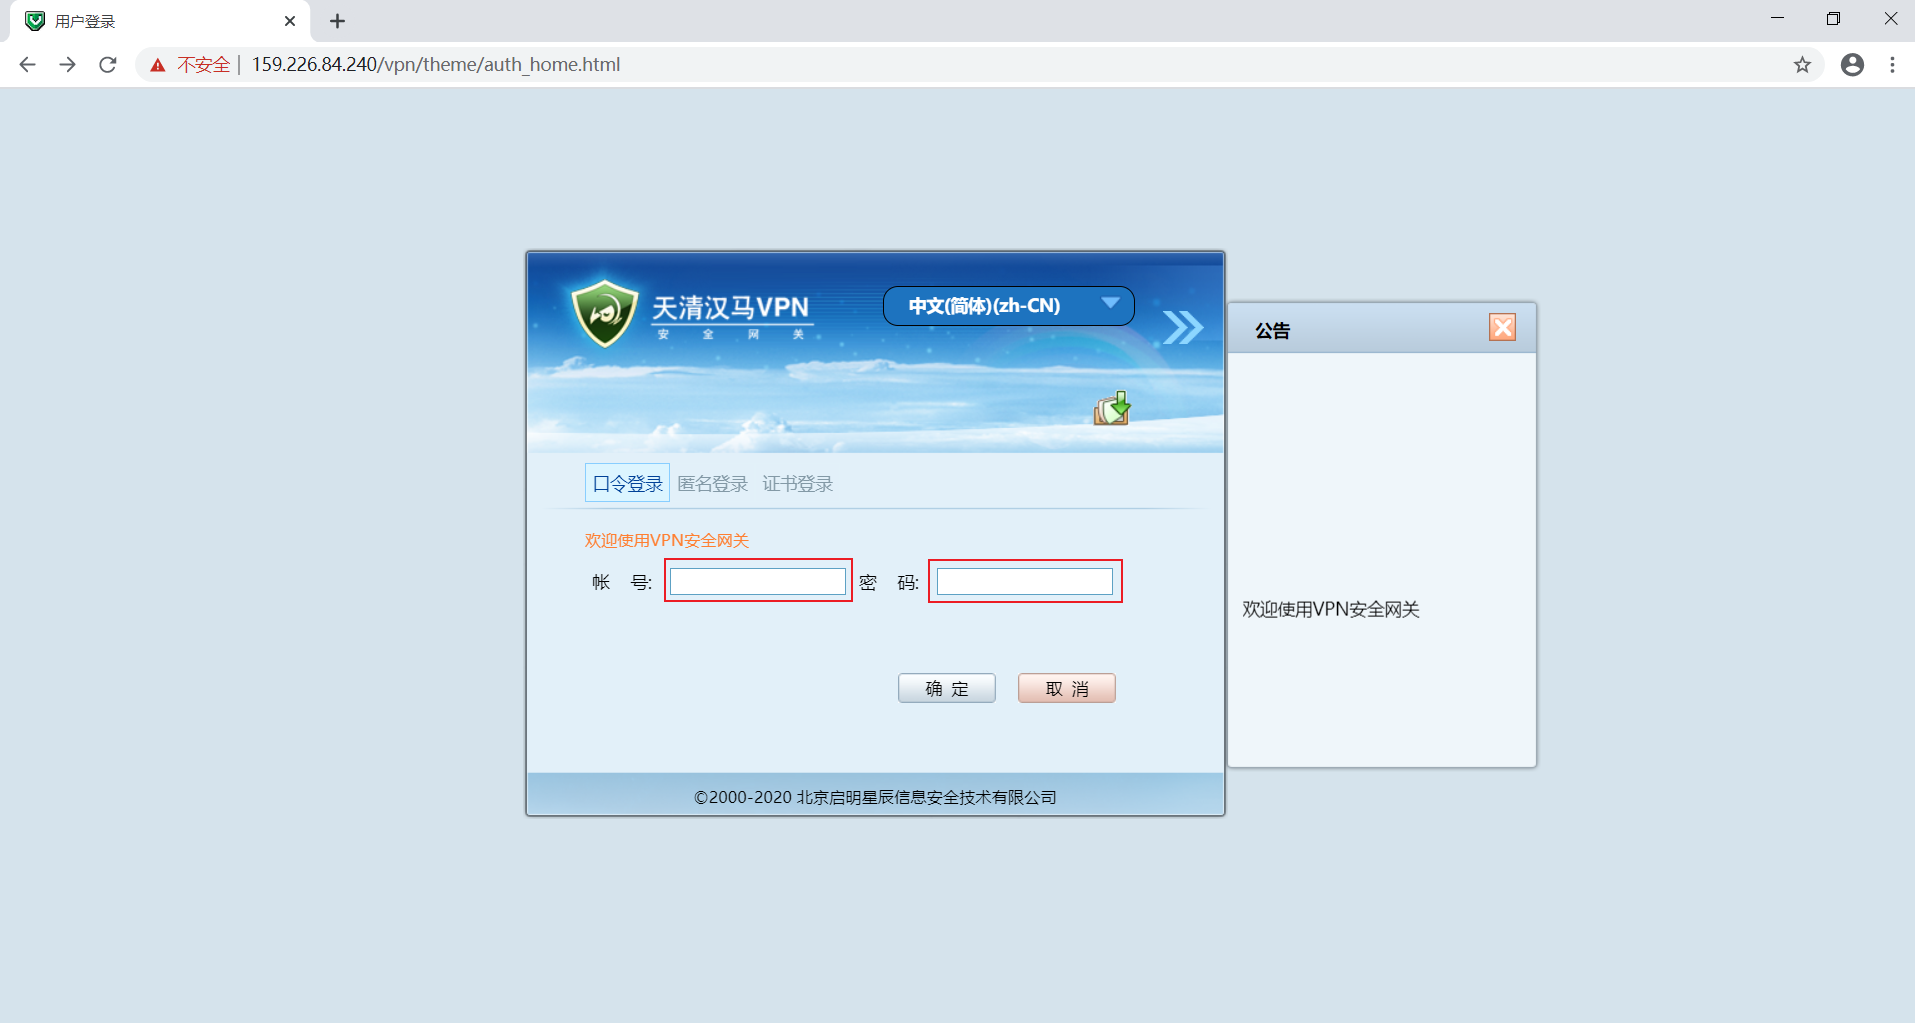 用户登录
不安全 | 159.226.84.240/vpn/theme/auth_home.html
天清汉马VPN
安全网关
中文(简体)(zh-CN)
公告
口令登录 匿名登录 证书登录
欢迎使用VPN安全网关
帐 号: 密 码:
欢迎使用VPN安全网关
确 定 取 消
©2000-2020 北京启明星辰信息安全技术有限公司